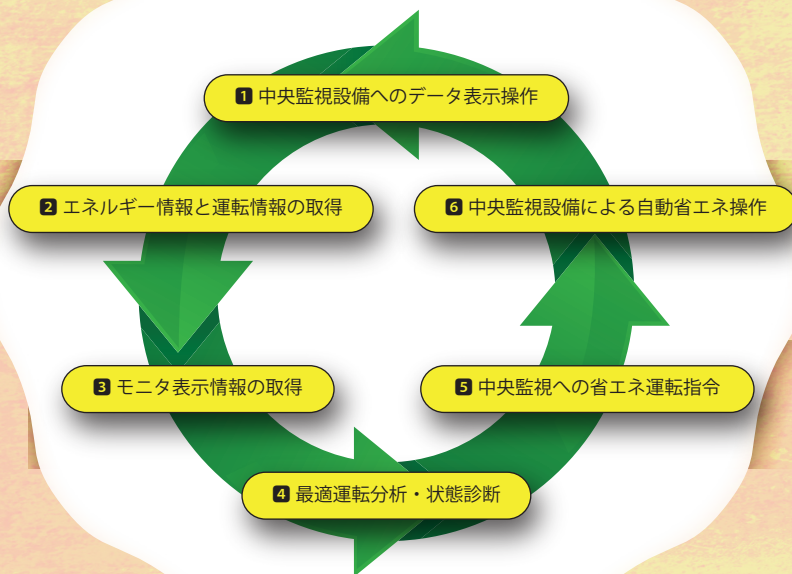 1 中央監視設備へのデータ表示操作
2 エネルギー情報と運転情報の取得
3 モニタ表示情報の取得
4 最適運転分析・状態診断
5 中央監視への省エネ運転指令
6 中央監視設備による自動省エネ操作